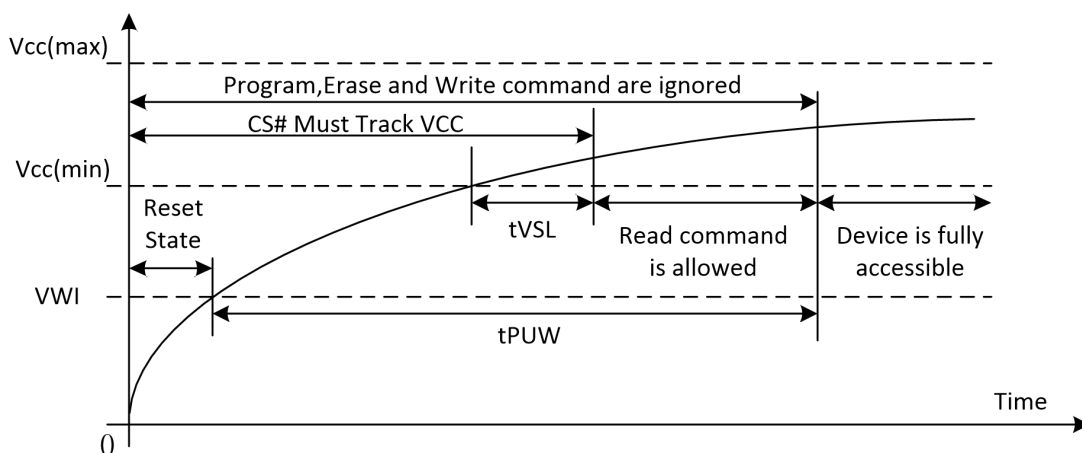 Vcc(max)
Program,Erase and Write command are ignored
CS# Must Track VCC
Vcc(min)
Reset
State
tVSL
Read command
is allowed
Device is fully
accessible
VWI
tPUW
Time
0